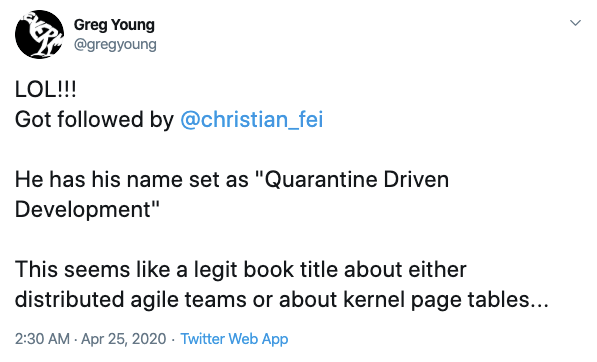 Greg Young
@gregyoung
LOL!!!
Got followed by @christian_fei
He has his name set as "Quarantine Driven
Development"
This seems like a legit book title about either
distributed agile teams or about kernel page tables...
2:30 AM · Apr 25, 2020 · Twitter Web App